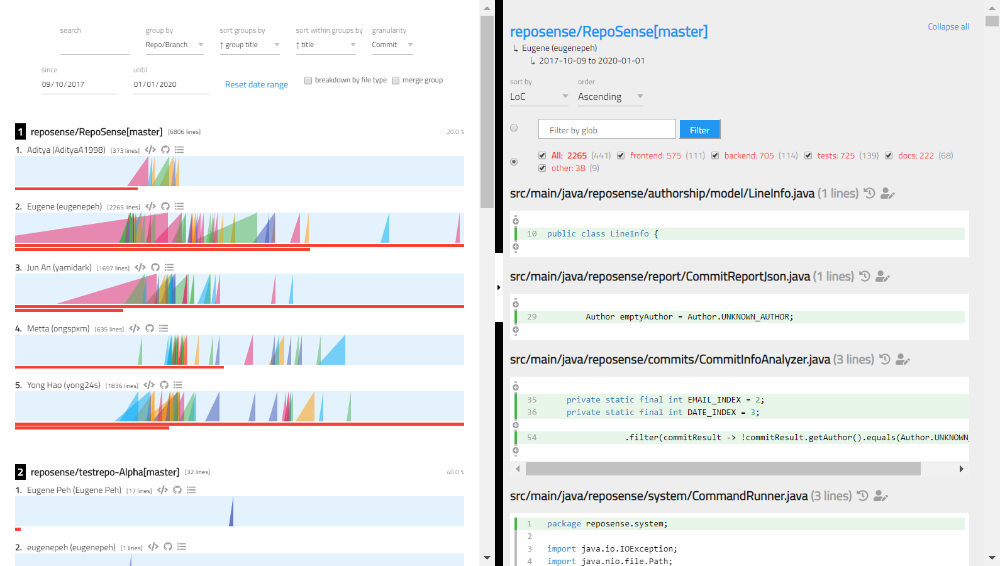 search
group by
sort groups by
sort within groups by
granularity
Repo/Branch
↑ group title
↑ title
Commit
since
until
09/10/2017
01/01/2020
Reset date range
breakdown by file type
merge group
1 reposense/RepoSense[master] [6806 lines] 20.0 %
1. Aditya (AdityaA1998) [373 lines]
2. Eugene (eugenepeh) [2265 lines]
3. Jun An (yamidark) [1697 lines]
4. Metta (ongspxm) [635 lines]
5. Yong Hao (yong24s) [1836 lines]
2 reposense/testrepo-Alpha[master] [32 lines] 40.0 %
1. Eugene Peh (Eugene Peh) [17 lines]
2. eugenepeh (eugenepeh) [1 lines]
reposense/RepoSense[master]
Collapse all
↳ Eugene (eugenepeh)
↳ 2017-10-09 to 2020-01-01
sort by
order
LoC
Ascending
Filter by glob
Filter
All: 2265 (441) frontend: 575 (111) backend: 705 (114) tests: 725 (139) docs: 222 (68)
other: 38 (9)
src/main/java/reposense/authorship/model/LineInfo.java (1 lines)
10 public class LineInfo {
src/main/java/reposense/report/CommitReportJson.java (1 lines)
29 Author emptyAuthor = Author.UNKNOWN_AUTHOR;
src/main/java/reposense/commits/CommitInfoAnalyzer.java (3 lines)
35 private static final int EMAIL_INDEX = 2;
36 private static final int DATE_INDEX = 3;
54 .filter(commitResult -> !commitResult.getAuthor().equals(Author.UNKNOWN_
src/main/java/reposense/system/CommandRunner.java (3 lines)
1 package reposense.system;
2
3 import java.io.IOException;
4 import java.nio.file.Path;